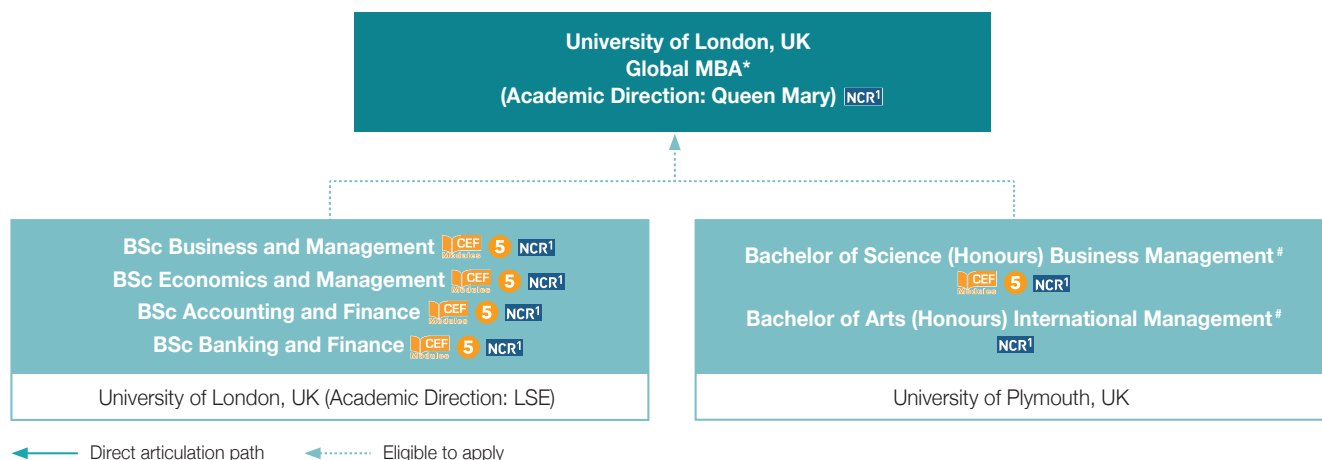 University of London, UK
Global MBA*
(Academic Direction: Queen Mary) NCR1
BSc Business and Management CEF Modules 5 NCR1
BSc Economics and Management CEF Modules 5 NCR1
BSc Accounting and Finance CEF Modules 5 NCR1
BSc Banking and Finance CEF Modules 5 NCR1
University of London, UK (Academic Direction: LSE)
Bachelor of Science (Honours) Business Management#
CEF Modules 5 NCR1
Bachelor of Arts (Honours) International Management#
NCR1
University of Plymouth, UK
Direct articulation path Eligible to apply